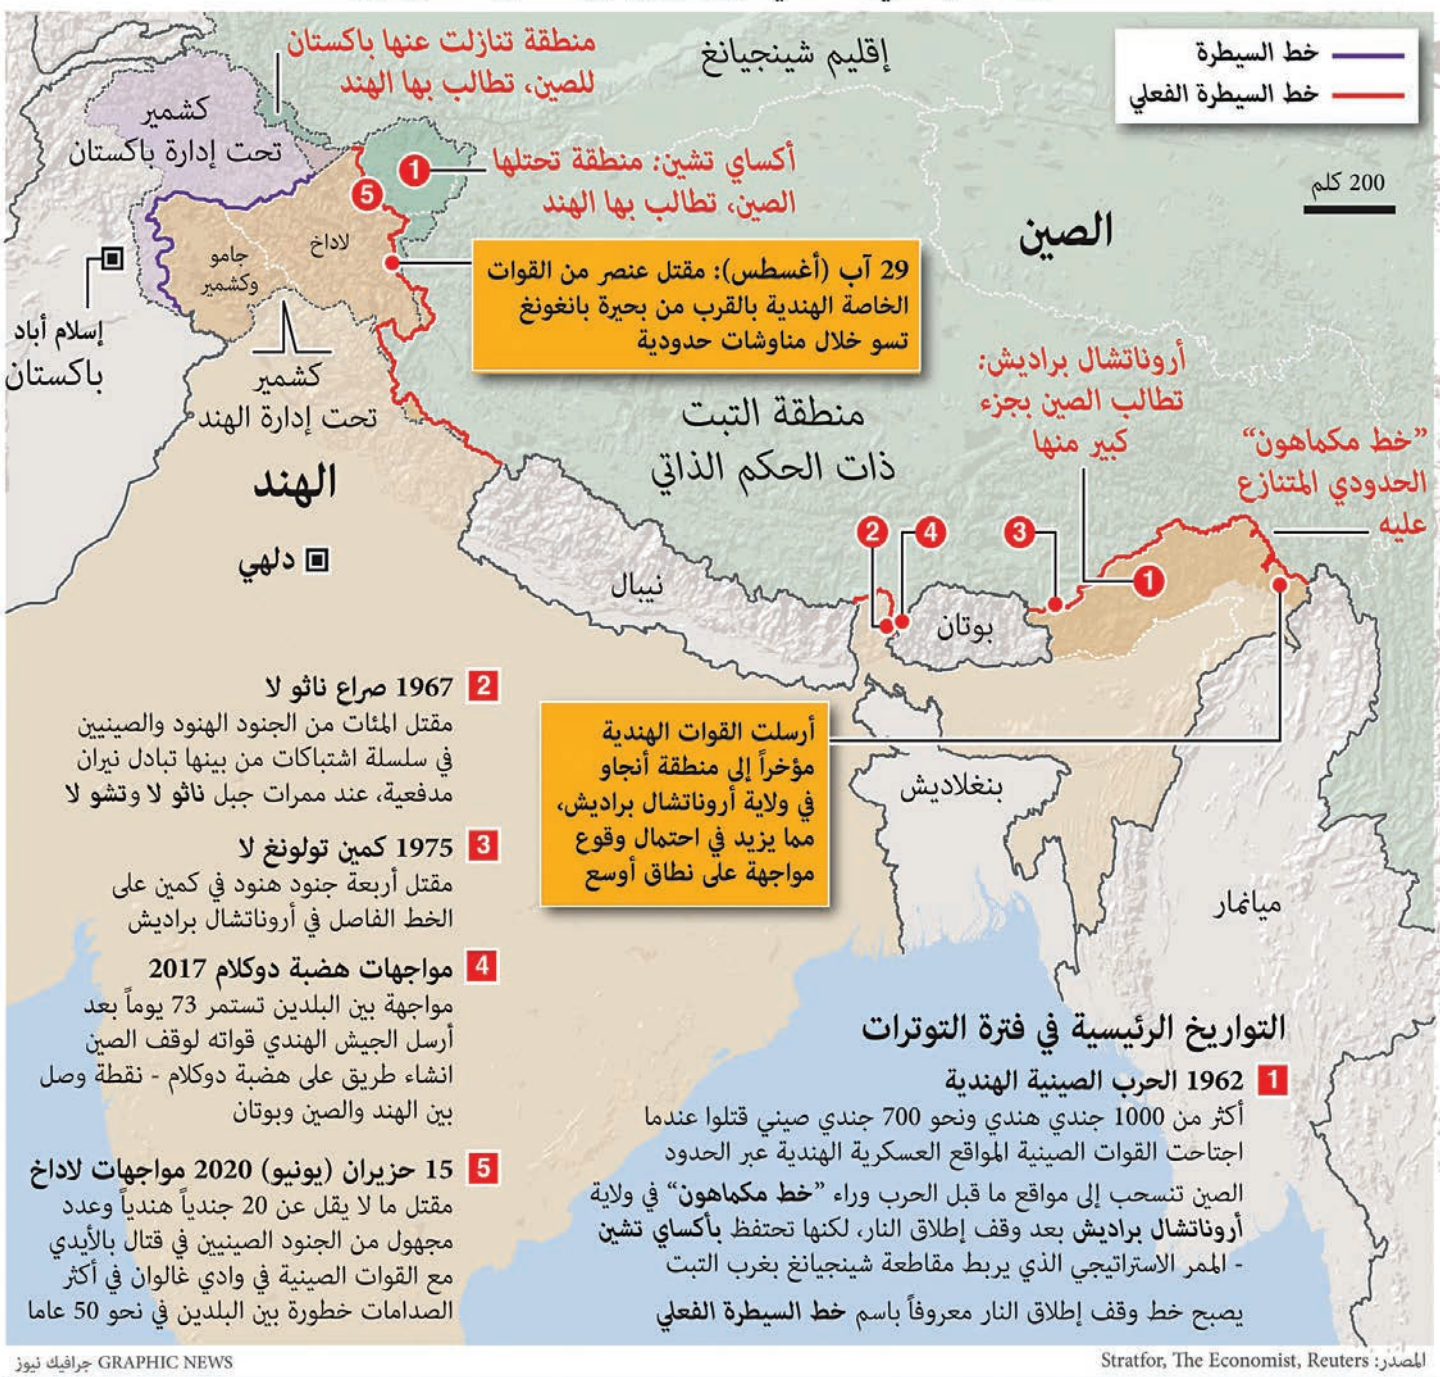 خط السيطرة
خط السيطرة الفعلي
200 كلم
إقليم شينجيانغ
منطقة تنازلت عنها باكستان
للصين، تطالب بها الهند
كشمير
تحت إدارة باكستان
أكساي تشين: منطقة تحتلها
الصين، تطالب بها الهند
1
5
الصين
لاداخ
جامو
وكشمير
29 آب (أغسطس): مقتل عنصر من القوات
الخاصة الهندية بالقرب من بحيرة بانغونغ
تسو خلال مناوشات حدودية
إسلام أباد
باكستان
كشمير
تحت إدارة الهند
أروناتشال براديش:
تطالب الصين بجزء
كبير منها
منطقة التبت
ذات الحكم الذاتي
”خط مكماهون“
الحدودي المتنازع
عليه
الهند
دلهي
2
4
3
1
نيبال
بوتان
أرسلت القوات الهندية
مؤخراً إلى منطقة أنجاو
في ولاية أروناتشال براديش،
مما يزيد في احتمال وقوع
مواجهة على نطاق أوسع
بنغلاديش
ميانمار
التواريخ الرئيسية في فترة التوترات
1 1962 الحرب الصينية الهندية
أكثر من 1000 جندي هندي ونحو 700 جندي صيني قتلوا عندما
اجتاحت القوات الصينية المواقع العسكرية الهندية عبر الحدود
الصين تنسحب إلى مواقع ما قبل الحرب وراء ”خط مكماهون“ في ولاية
أروناتشال براديش بعد وقف إطلاق النار، لكنها تحتفظ بأكساي تشين
- الممر الاستراتيجي الذي يربط مقاطعة شينجيانغ بغرب التبت
يصبح خط وقف إطلاق النار معروفاً باسم خط السيطرة الفعلي
2 1967 صراع ناثو لا
مقتل المئات من الجنود الهنود والصينيين
في سلسلة اشتباكات من بينها تبادل نيران
مدفعية، عند ممرات جبل ناثو لا وتشو لا
3 1975 كمين تولونغ لا
مقتل أربعة جنود هنود في كمين على
الخط الفاصل في أروناتشال براديش
4 مواجهات هضبة دوكلام 2017
مواجهة بين البلدين تستمر 73 يوماً بعد
أرسل الجيش الهندي قواته لوقف الصين
انشاء طريق على هضبة دوكلام - نقطة وصل
بين الهند والصين وبوتان
5 15 حزيران (يونيو) 2020 مواجهات لاداخ
مقتل ما لا يقل عن 20 جندياً هندياً وعدد
مجهول من الجنود الصينيين في قتال بالأيدي
مع القوات الصينية في وادي غالوان في أكثر
الصدامات خطورة بين البلدين في نحو 50 عاما
المصدر: Stratfor, The Economist, Reuters
GRAPHIC NEWS جرافيك نيوز